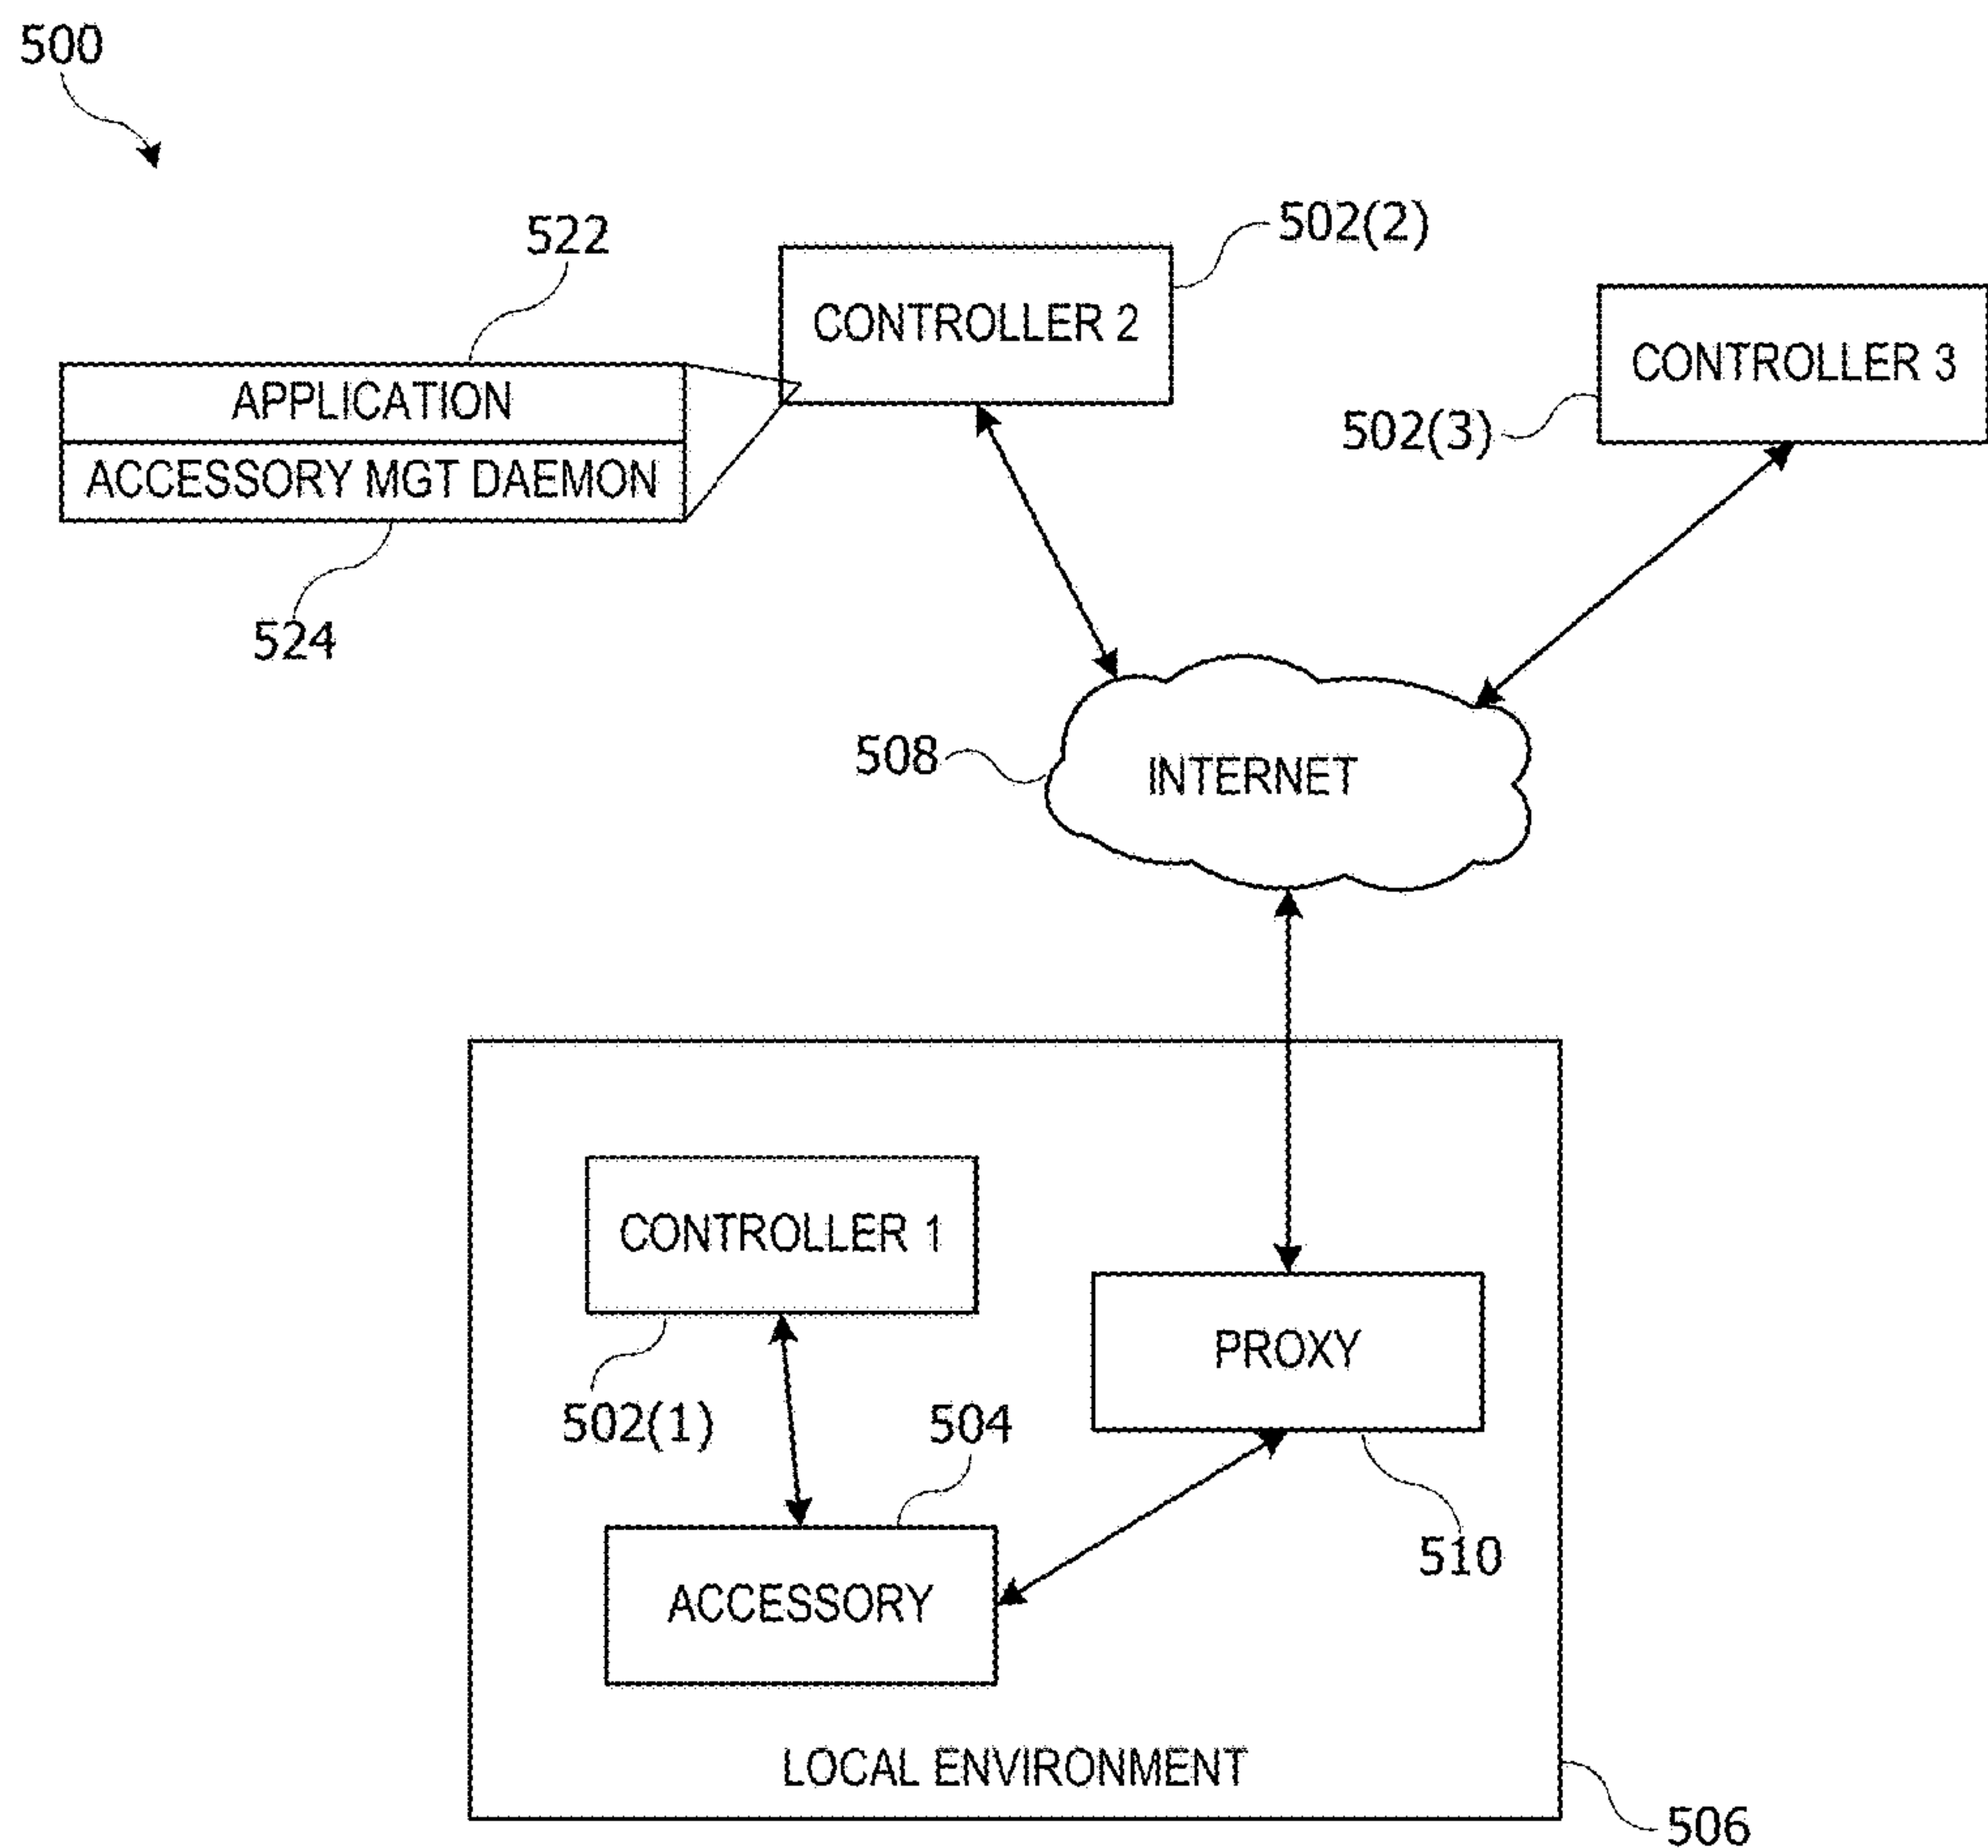 500
522
502(2)
CONTROLLER 2
CONTROLLER 3
APPLICATION
502(3)
ACCESSORY MGT DAEMON
524
508
INTERNET
CONTROLLER 1
PROXY
502(1)
504
510
ACCESSORY
LOCAL ENVIRONMENT
506